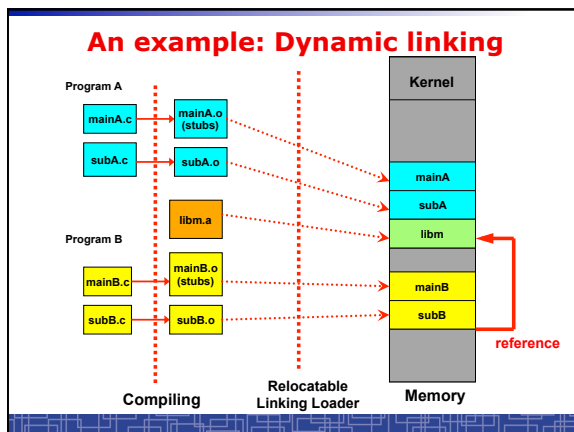 An example: Dynamic linking
Program A
mainA.c
mainA.o
(stubs)
subA.c
subA.o
libm.a
Program B
mainB.c
mainB.o
(stubs)
subB.c
subB.o
Kernel
mainA
subA
libm
mainB
subB
reference
Compiling
Relocatable
Linking Loader
Memory